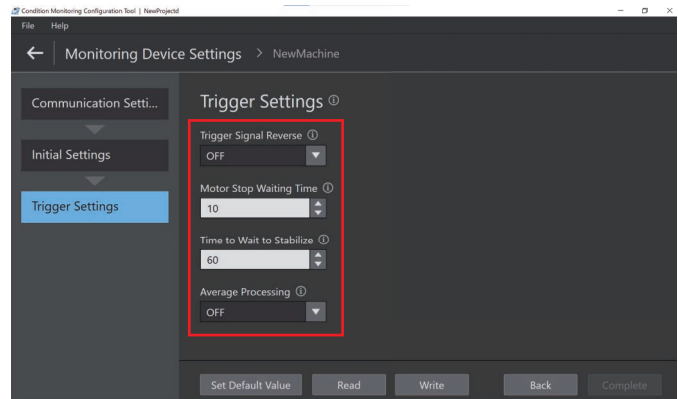 Condition Monitoring Configuration Tool | NewProjectd
File Help
Monitoring Device Settings > NewMachine
Communication Setti...
Initial Settings
Trigger Settings
Trigger Settings
Trigger Signal Reverse
OFF
Motor Stop Waiting Time
10
Time to Wait to Stabilize
60
Average Processing
OFF
Set Default Value Read Write Back Complete